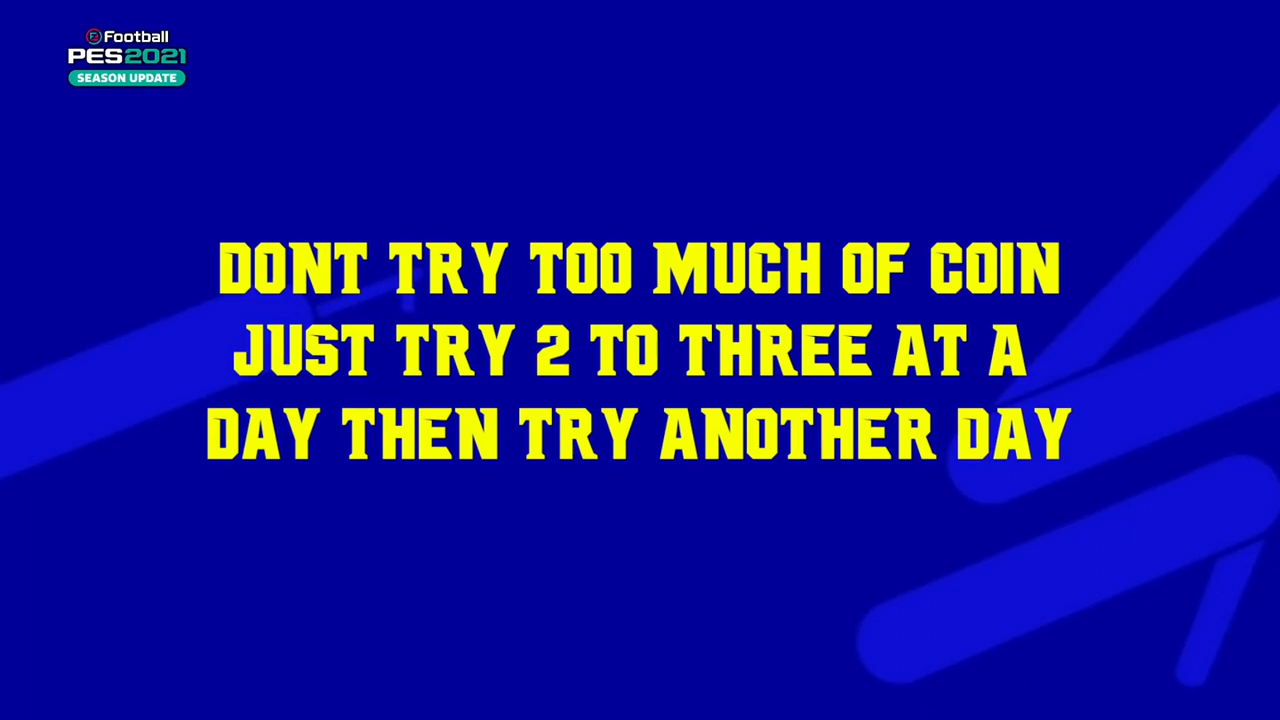 eFootball
PES2021
SEASON UPDATE
DONT TRY TOO MUCH OF COIN
JUST TRY 2 TO THREE AT A
DAY THEN TRY ANOTHER DAY